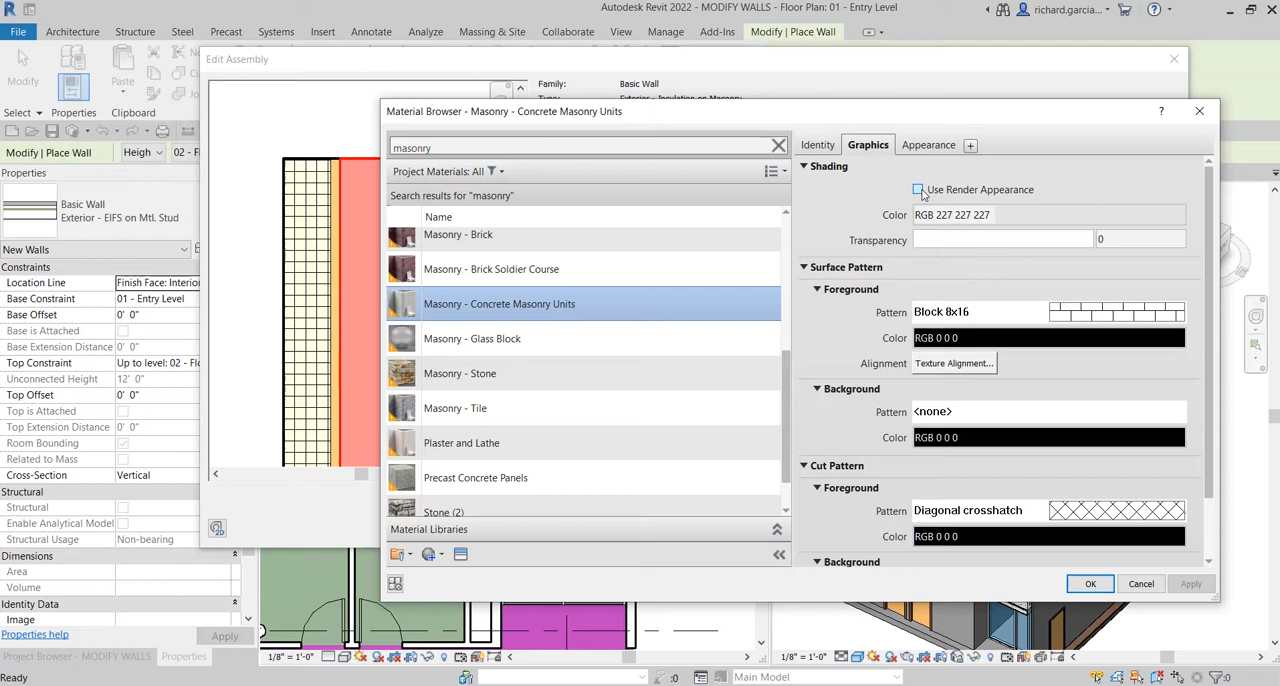 Autodesk Revit 2022 - MODIFY WALLS - Floor Plan: 01 - Entry Level
richard.garcia...
File Architecture Structure Steel Precast Systems Insert Annotate Analyze Massing & Site Collaborate View Manage Add-Ins Modify | Place Wall
Modify
Paste
Select Properties Clipboard
Modify | Place Wall Heigh 02 - F
Properties
Basic Wall
Exterior - EIFS on Mtl. Stud
New Walls
Constraints
Location Line Finish Face: Interior
Base Constraint 01 - Entry Level
Base Offset 0' 0"
Base is Attached
Base Extension Distance 0' 0"
Top Constraint Up to level: 02 - Flo
Unconnected Height 12' 0"
Top Offset 0' 0"
Top is Attached
Top Extension Distance 0' 0"
Room Bounding
Related to Mass
Cross-Section Vertical
Structural
Structural
Enable Analytical Model
Structural Usage Non-bearing
Dimensions
Area
Volume
Identity Data
Image
Properties help Apply
Project Browser - MODIFY WALLS Properties
Edit Assembly
Family: Basic Wall
Type: Exterior - Insulation on Masonry
Material Browser - Masonry - Concrete Masonry Units
?
masonry
Project Materials: All
Search results for "masonry"
Name
Masonry - Brick
Masonry - Brick Soldier Course
Masonry - Concrete Masonry Units
Masonry - Glass Block
Masonry - Stone
Masonry - Tile
Plaster and Lathe
Precast Concrete Panels
Stone (2)
Material Libraries
Identity Graphics Appearance
Shading
Use Render Appearance
Color RGB 227 227 227
Transparency 0
Surface Pattern
Foreground
Pattern Block 8x16
Color RGB 0 0 0
Alignment Texture Alignment...
Background
Pattern <none>
Color RGB 0 0 0
Cut Pattern
Foreground
Pattern Diagonal crosshatch
Color RGB 0 0 0
Background
OK Cancel Apply
2D
1/8" = 1'-0"
1/8" = 1'-0"
Ready
:0
Main Model
:0